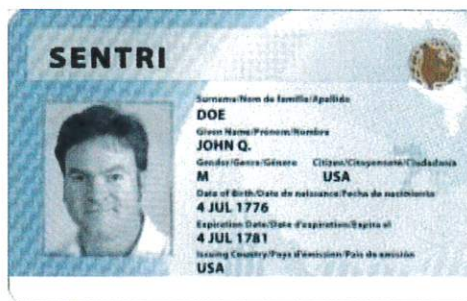 SENTRI
Surname/Nom de famille/Apellido
DOE
Given Name/Prénom/Nombre
JOHN Q.
Gender/Genre/Género Citizen/Citoyenneté/Ciudadania
M USA
Date of Birth/Date de naissance/Fecha de nacimiento
4 JUL 1776
Expiration Date/Date d'expiration/Expira el
4 JUL 1781
Issuing Country/Pays d'émission/País de emisión
USA